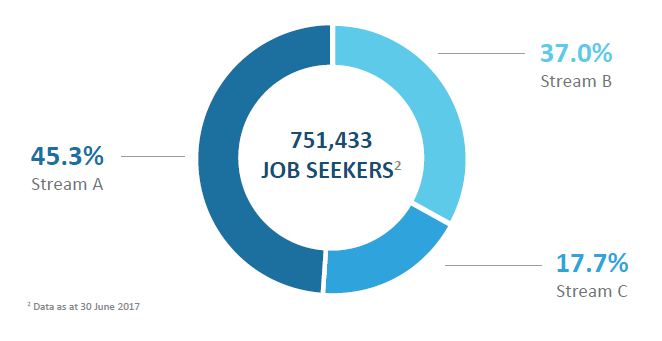 37.0%
Stream B
751,433
JOB SEEKERS²
45.3%
Stream A
17.7%
Stream C
² Data as at 30 June 2017